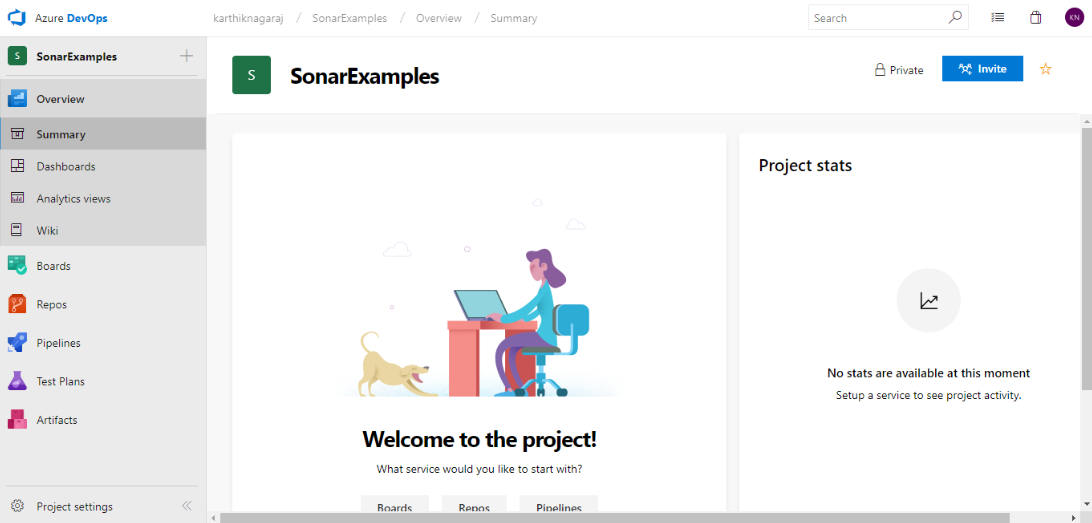 Azure DevOps
karthiknagaraj / SonarExamples / Overview / Summary
Search
KN
S SonarExamples
Overview
Summary
Dashboards
Analytics views
Wiki
Boards
Repos
Pipelines
Test Plans
Artifacts
Project settings
S SonarExamples
Private
Invite
Welcome to the project!
What service would you like to start with?
Boards Repos Pipelines
Project stats
No stats are available at this moment
Setup a service to see project activity.